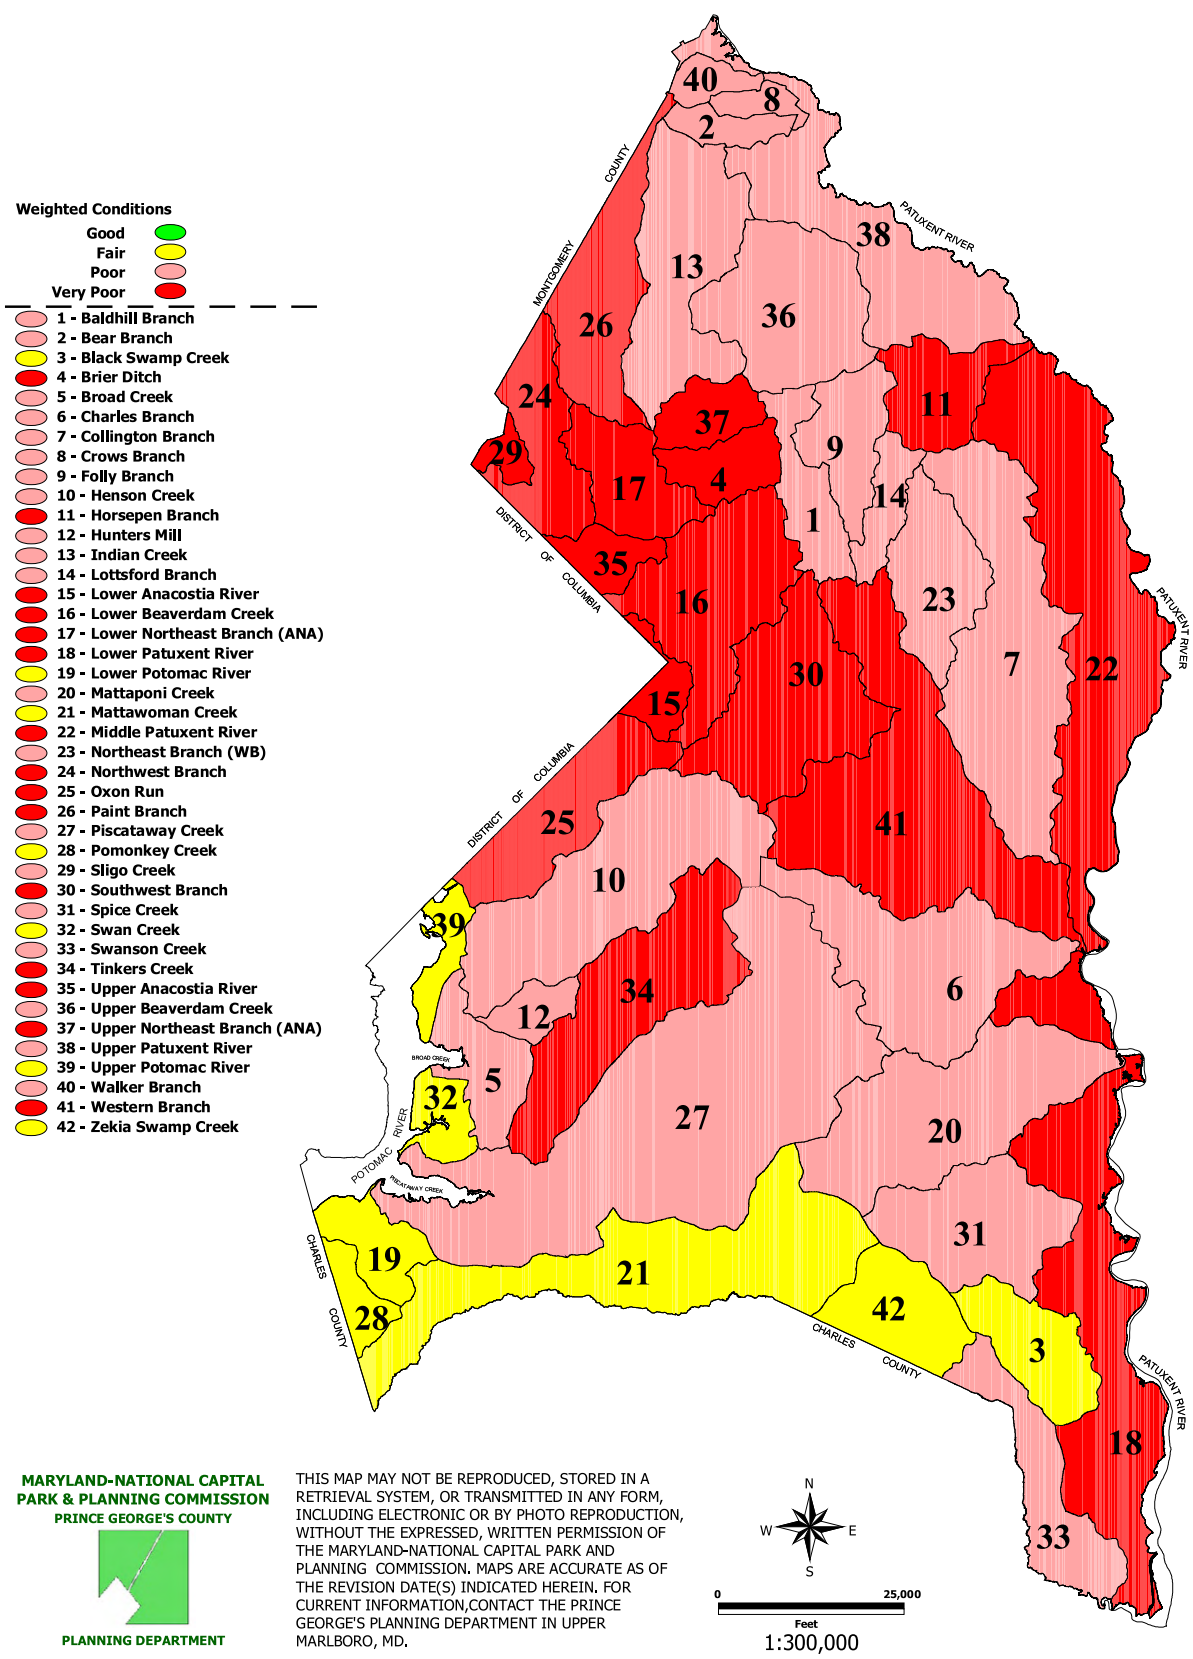 Weighted Conditions
Good
Fair
Poor
Very Poor
1 - Baldhill Branch
2 - Bear Branch
3 - Black Swamp Creek
4 - Brier Ditch
5 - Broad Creek
6 - Charles Branch
7 - Collington Branch
8 - Crows Branch
9 - Folly Branch
10 - Henson Creek
11 - Horsepen Branch
12 - Hunters Mill
13 - Indian Creek
14 - Lottsford Branch
15 - Lower Anacostia River
16 - Lower Beaverdam Creek
17 - Lower Northeast Branch (ANA)
18 - Lower Patuxent River
19 - Lower Potomac River
20 - Mattaponi Creek
21 - Mattawoman Creek
22 - Middle Patuxent River
23 - Northeast Branch (WB)
24 - Northwest Branch
25 - Oxon Run
26 - Paint Branch
27 - Piscataway Creek
28 - Pomonkey Creek
29 - Sligo Creek
30 - Southwest Branch
31 - Spice Creek
32 - Swan Creek
33 - Swanson Creek
34 - Tinkers Creek
35 - Upper Anacostia River
36 - Upper Beaverdam Creek
37 - Upper Northeast Branch (ANA)
38 - Upper Patuxent River
39 - Upper Potomac River
40 - Walker Branch
41 - Western Branch
42 - Zekia Swamp Creek
40
8
2
COUNTY
PATUXENT RIVER
38
13
MONTGOMERY
36
26
24
11
37
9
29
4
17
14
1
DISTRICT OF COLUMBIA
35
16
23
PATUXENT RIVER
7
22
30
15
DISTRICT OF COLUMBIA
25
41
10
39
34
6
12
BROAD CREEK
5
32
27
20
POTOMAC RIVER
PISCATAWAY CREEK
31
CHARLES COUNTY
19
21
42
28
CHARLES COUNTY
3
PATUXENT RIVER
18
33
MARYLAND-NATIONAL CAPITAL
PARK & PLANNING COMMISSION
PRINCE GEORGE'S COUNTY
PLANNING DEPARTMENT
THIS MAP MAY NOT BE REPRODUCED, STORED IN A
RETRIEVAL SYSTEM, OR TRANSMITTED IN ANY FORM,
INCLUDING ELECTRONIC OR BY PHOTO REPRODUCTION,
WITHOUT THE EXPRESSED, WRITTEN PERMISSION OF
THE MARYLAND-NATIONAL CAPITAL PARK AND
PLANNING COMMISSION. MAPS ARE ACCURATE AS OF
THE REVISION DATE(S) INDICATED HEREIN. FOR
CURRENT INFORMATION,CONTACT THE PRINCE
GEORGE'S PLANNING DEPARTMENT IN UPPER
MARLBORO, MD.
N
W E
S
0 25,000
Feet
1:300,000